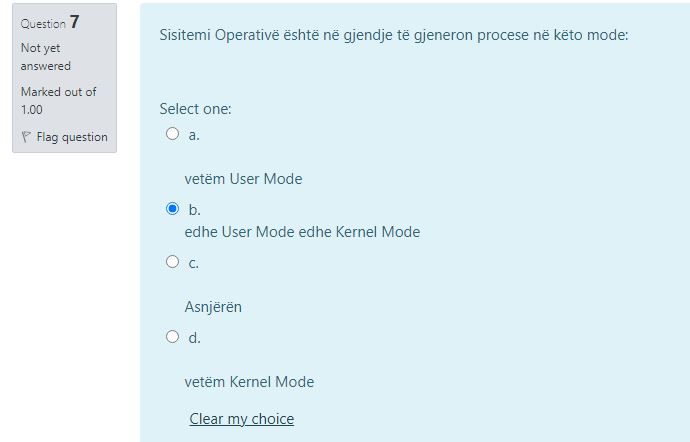 Question 7
Not yet
answered
Marked out of
1.00
Flag question
Sisitemi Operativë është në gjendje të gjeneron procese në këto mode:
Select one:
a.
vetëm User Mode
b.
edhe User Mode edhe Kernel Mode
c.
Asnjërën
d.
vetëm Kernel Mode
Clear my choice